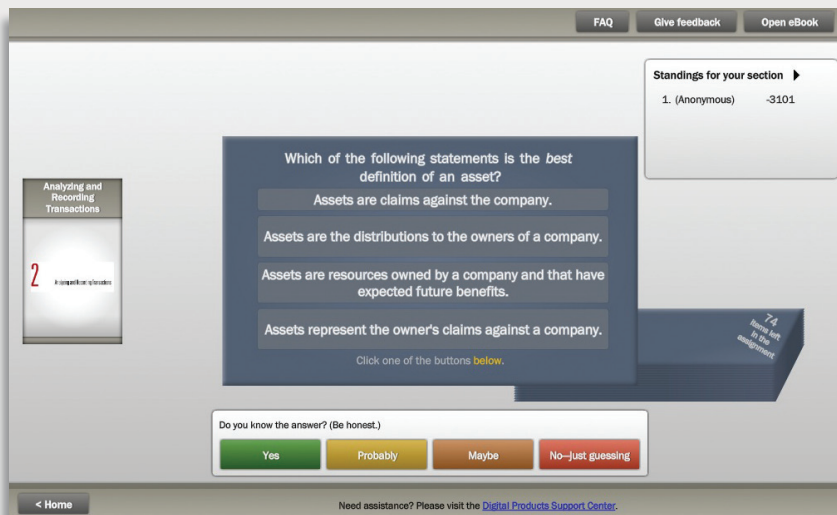 FAQ
Give feedback
Open eBook
Standings for your section
1. (Anonymous) -3101
Analyzing and
Recording
Transactions
2
Analyzing and Recording Transactions
Which of the following statements is the best
definition of an asset?
Assets are claims against the company.
Assets are the distributions to the owners of a company.
Assets are resources owned by a company and that have
expected future benefits.
Assets represent the owner's claims against a company.
Click one of the buttons below.
74
Items left
in the
assignment
Do you know the answer? (Be honest.)
Yes
Probably
Maybe
No—just guessing
< Home
Need assistance? Please visit the Digital Products Support Center.